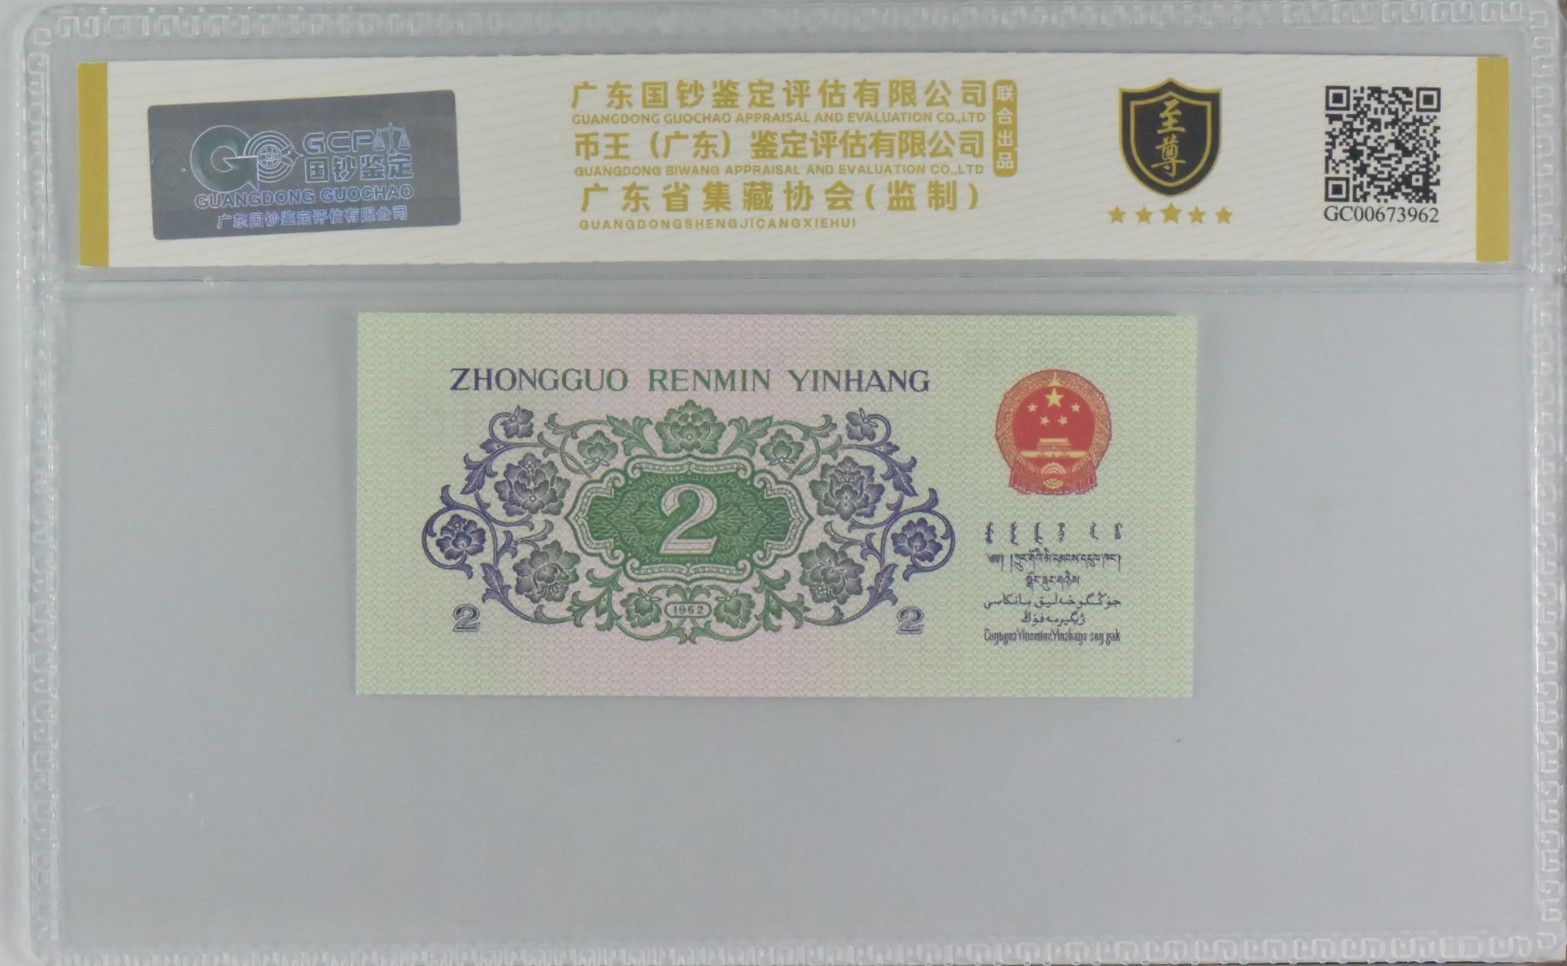 GCP
国钞鉴定
GUANGDONG GUOCHAO
广东国钞鉴定评估有限公司
广东国钞鉴定评估有限公司
GUANGDONG GUOCHAO APPRAISAL AND EVALUATION CO.,LTD
币王（广东）鉴定评估有限公司
GUANGDONG BIWANG APPRAISAL AND EVALUATION CO.,LTD
联合出品
广东省集藏协会(监制)
GUANGDONGSHENGJICANGXIEHUI
至尊
GC00673962
ZHONGGUO RENMIN YINHANG
2
1962
2 2
جۇڭگو خەلىق بانكاسى